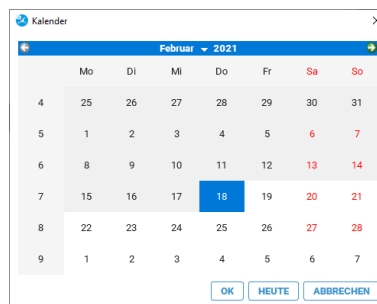 Kalender
Februar 2021
Mo Di Mi Do Fr Sa So
4 25 26 27 28 29 30 31
5 1 2 3 4 5 6 7
6 8 9 10 11 12 13 14
7 15 16 17 18 19 20 21
8 22 23 24 25 26 27 28
9 1 2 3 4 5 6 7
OK HEUTE ABBRECHEN